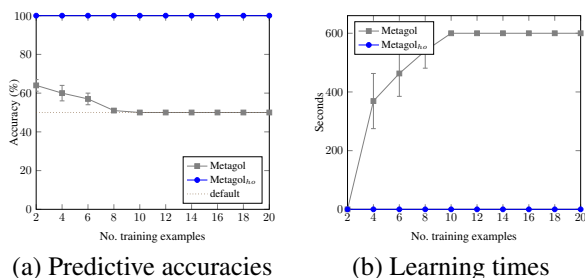 100
80
60
40
20
0
Accuracy (%)
Metagol
Metagol_ho
default
2 4 6 8 10 12 14 16 18 20
No. training examples
(a) Predictive accuracies
600
400
200
0
Seconds
Metagol
Metagol_ho
2 4 6 8 10 12 14 16 18 20
No. training examples
(b) Learning times